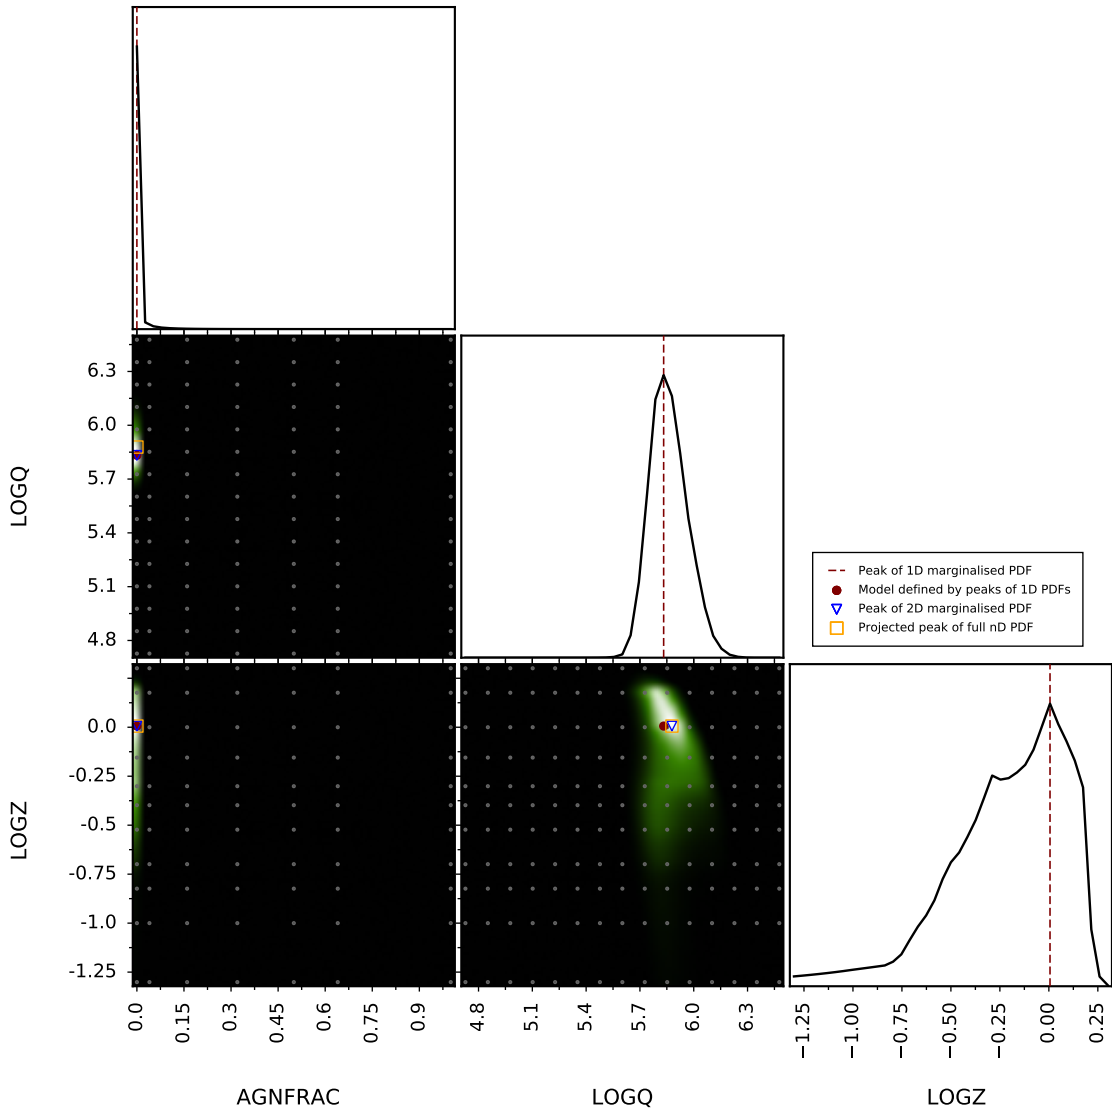 6.3
6.0
5.7
5.4
5.1
4.8
LOGQ
Peak of 1D marginalised PDF
Model defined by peaks of 1D PDFs
Peak of 2D marginalised PDF
Projected peak of full nD PDF
0.0
-0.25
-0.5
-0.75
-1.0
-1.25
LOGZ
0.0 0.15 0.3 0.45 0.6 0.75 0.9
4.8 5.1 5.4 5.7 6.0 6.3
−1.25 −1.00 −0.75 −0.50 −0.25 0.00 0.25
AGNFRAC LOGQ LOGZ